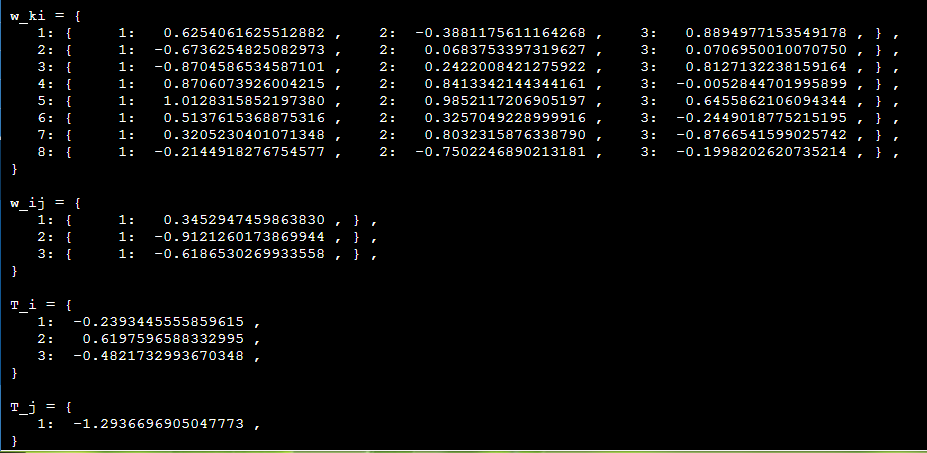 w_ki = {
1: { 1: 0.6254061625512882 , 2: -0.3881175611164268 , 3: 0.8894977153549178 , } ,
2: { 1: -0.6736254825082973 , 2: 0.0683753397319627 , 3: 0.0706950010070750 , } ,
3: { 1: -0.8704586534587101 , 2: 0.2422008421275922 , 3: 0.8127132238159164 , } ,
4: { 1: 0.8706073926004215 , 2: 0.8413342144344161 , 3: -0.0052844701995899 , } ,
5: { 1: 1.0128315852197380 , 2: 0.9852117206905197 , 3: 0.6455862106094344 , } ,
6: { 1: 0.5137615368875316 , 2: 0.3257049228999916 , 3: -0.2449018775215195 , } ,
7: { 1: 0.3205230401071348 , 2: 0.8032315876338790 , 3: -0.8766541599025742 , } ,
8: { 1: -0.2144918276754577 , 2: -0.7502246890213181 , 3: -0.1998202620735214 , } ,
}
w_ij = {
1: { 1: 0.3452947459863830 , } ,
2: { 1: -0.9121260173869944 , } ,
3: { 1: -0.6186530269933558 , } ,
}
T_i = {
1: -0.2393445555859615 ,
2: 0.6197596588332995 ,
3: -0.4821732993670348 ,
}
T_j = {
1: -1.2936696905047773 ,
}